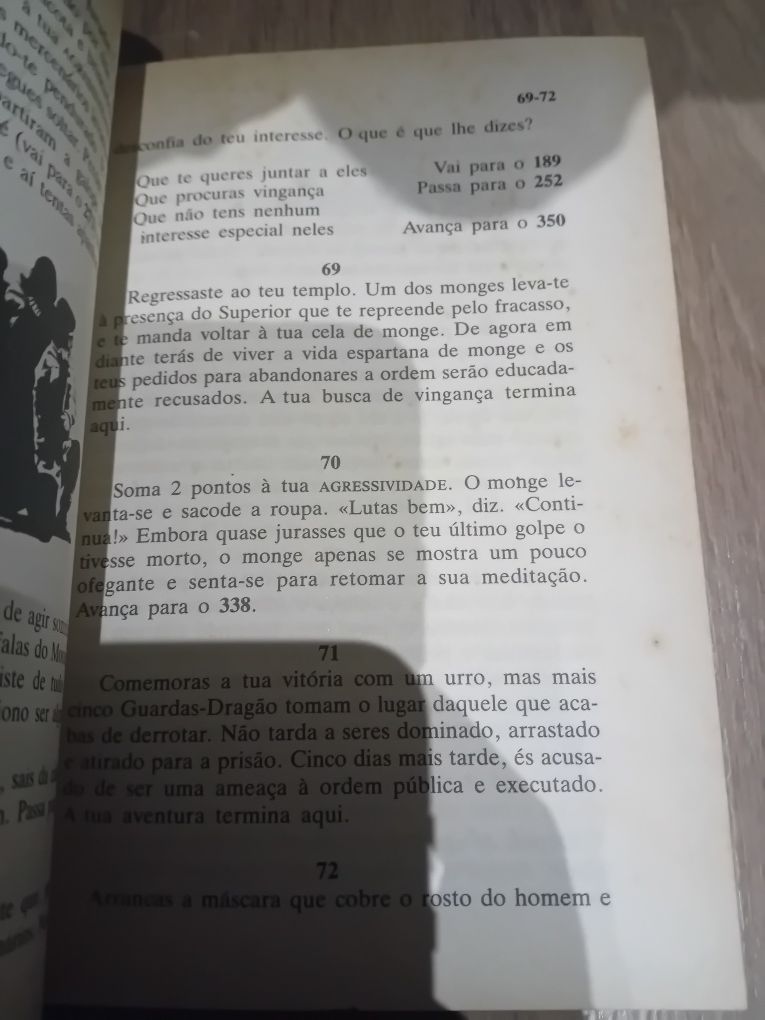 69-72
desconfia do teu interesse. O que é que lhe dizes?
Que te queres juntar a eles Vai para o 189
Que procuras vingança Passa para o 252
Que não tens nenhum
interesse especial neles Avança para o 350
69
Regressaste ao teu templo. Um dos monges leva-te
à presença do Superior que te repreende pelo fracasso,
e te manda voltar à tua cela de monge. De agora em
diante terás de viver a vida espartana de monge e os
teus pedidos para abandonares a ordem serão educada-
mente recusados. A tua busca de vingança termina
aqui.
70
Soma 2 pontos à tua AGRESSIVIDADE. O monge le-
vanta-se e sacode a roupa. «Lutas bem», diz. «Conti-
nua!» Embora quase jurasses que o teu último golpe o
tivesse morto, o monge apenas se mostra um pouco
ofegante e senta-se para retomar a sua meditação.
Avança para o 338.
71
Comemoras a tua vitória com um urro, mas mais
cinco Guardas-Dragão tomam o lugar daquele que aca-
bas de derrotar. Não tarda a seres dominado, arrastado
e atirado para a prisão. Cinco dias mais tarde, és acusa-
do de ser uma ameaça à ordem pública e executado.
A tua aventura termina aqui.
72
Arrancas a máscara que cobre o rosto do homem e